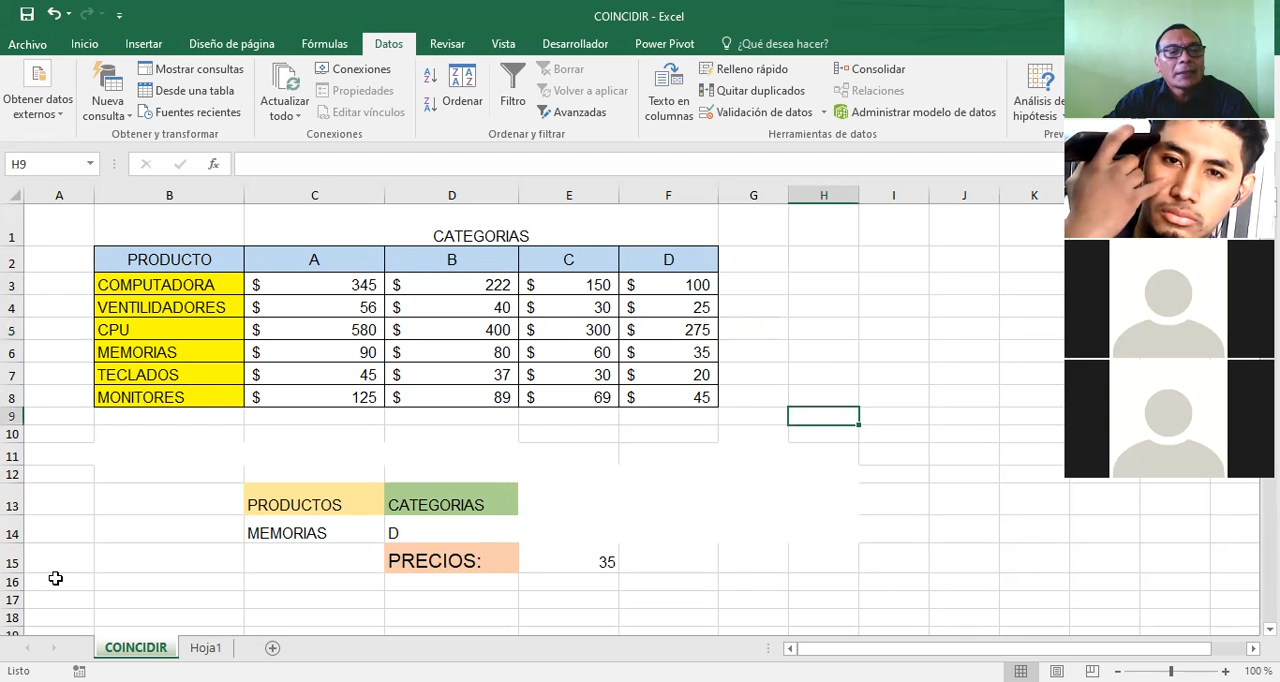 COINCIDIR - Excel
Archivo Inicio Insertar Diseño de página Fórmulas Datos Revisar Vista Desarrollador Power Pivot ¿Qué desea hacer?
Obtener datos externos
Nueva consulta
Mostrar consultas
Desde una tabla
Fuentes recientes
Obtener y transformar
Actualizar todo
Conexiones
Propiedades
Editar vínculos
Conexiones
Ordenar
Filtro
Borrar
Volver a aplicar
Avanzadas
Ordenar y filtrar
Texto en columnas
Relleno rápido
Quitar duplicados
Validación de datos
Consolidar
Relaciones
Administrar modelo de datos
Herramientas de datos
Análisis de hipótesis
Prev
H9 fx
A B C D E F G H I J K
1 CATEGORIAS
2 PRODUCTO A B C D
3 COMPUTADORA $ 345 $ 222 $ 150 $ 100
4 VENTILIDADORES $ 56 $ 40 $ 30 $ 25
5 CPU $ 580 $ 400 $ 300 $ 275
6 MEMORIAS $ 90 $ 80 $ 60 $ 35
7 TECLADOS $ 45 $ 37 $ 30 $ 20
8 MONITORES $ 125 $ 89 $ 69 $ 45
9
10
11
12
13 PRODUCTOS CATEGORIAS
14 MEMORIAS D
15 PRECIOS: 35
16
17
18
COINCIDIR Hoja1
Listo 100 %